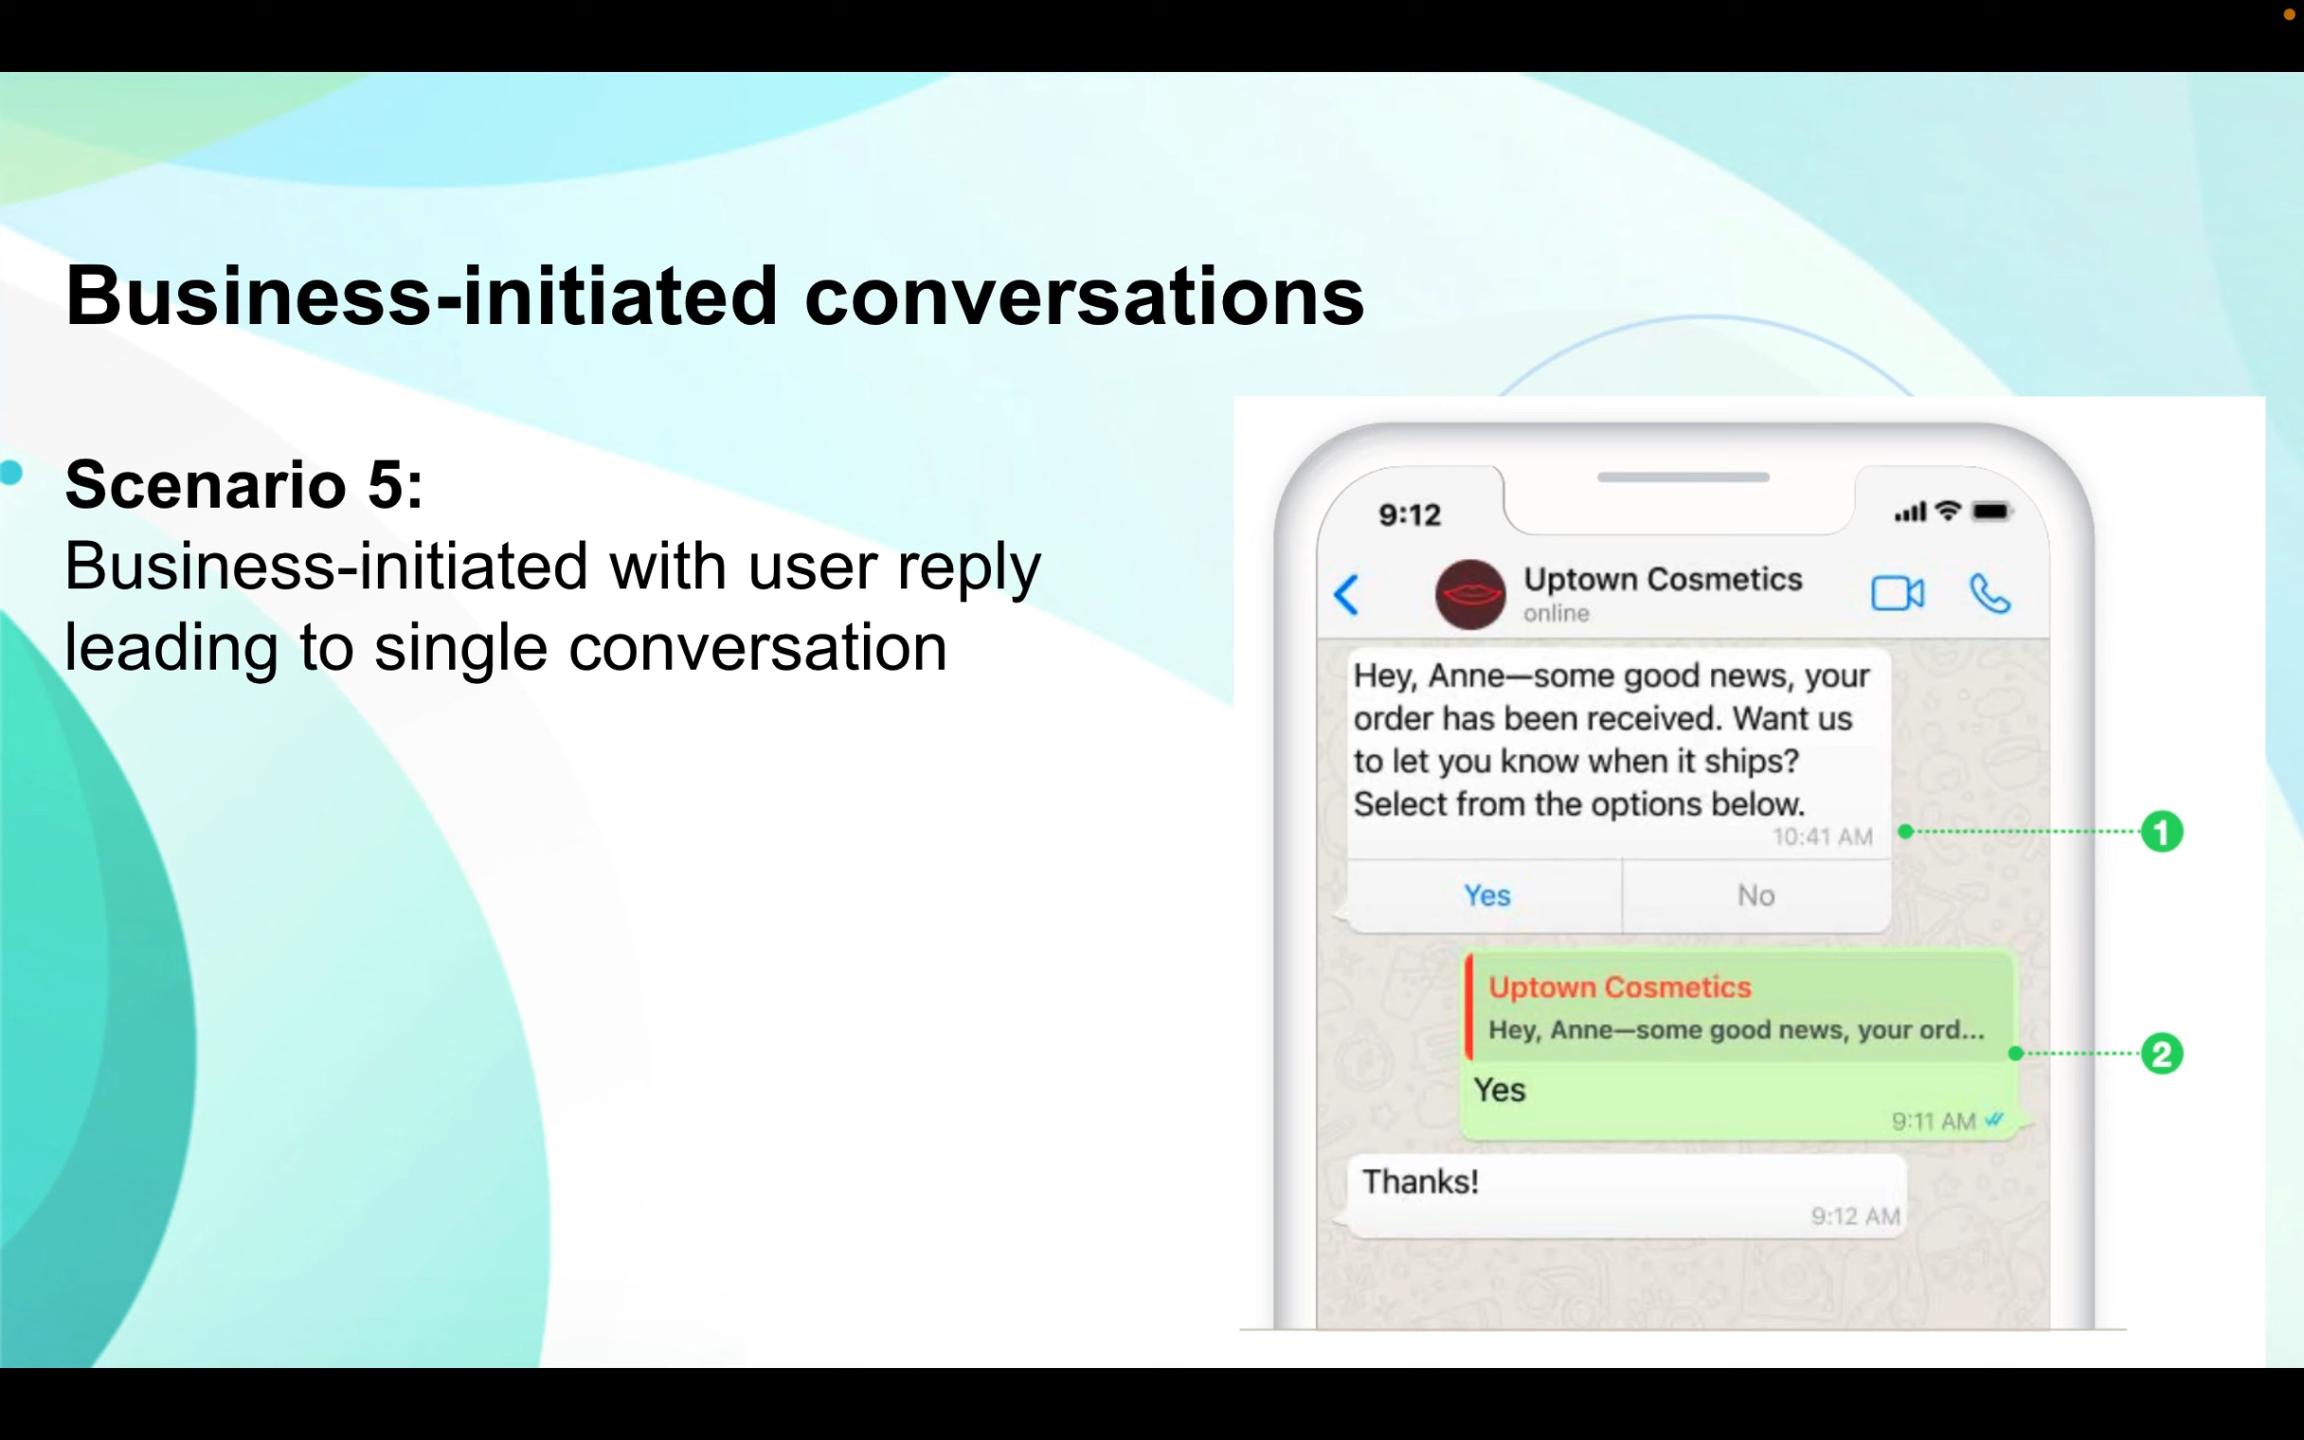 Business-initiated conversations
Scenario 5:
Business-initiated with user reply
leading to single conversation
9:12
Uptown Cosmetics
online
Hey, Anne—some good news, your
order has been received. Want us
to let you know when it ships?
Select from the options below.
10:41 AM
1
Yes No
Uptown Cosmetics
Hey, Anne—some good news, your ord...
2
Yes
9:11 AM
Thanks!
9:12 AM